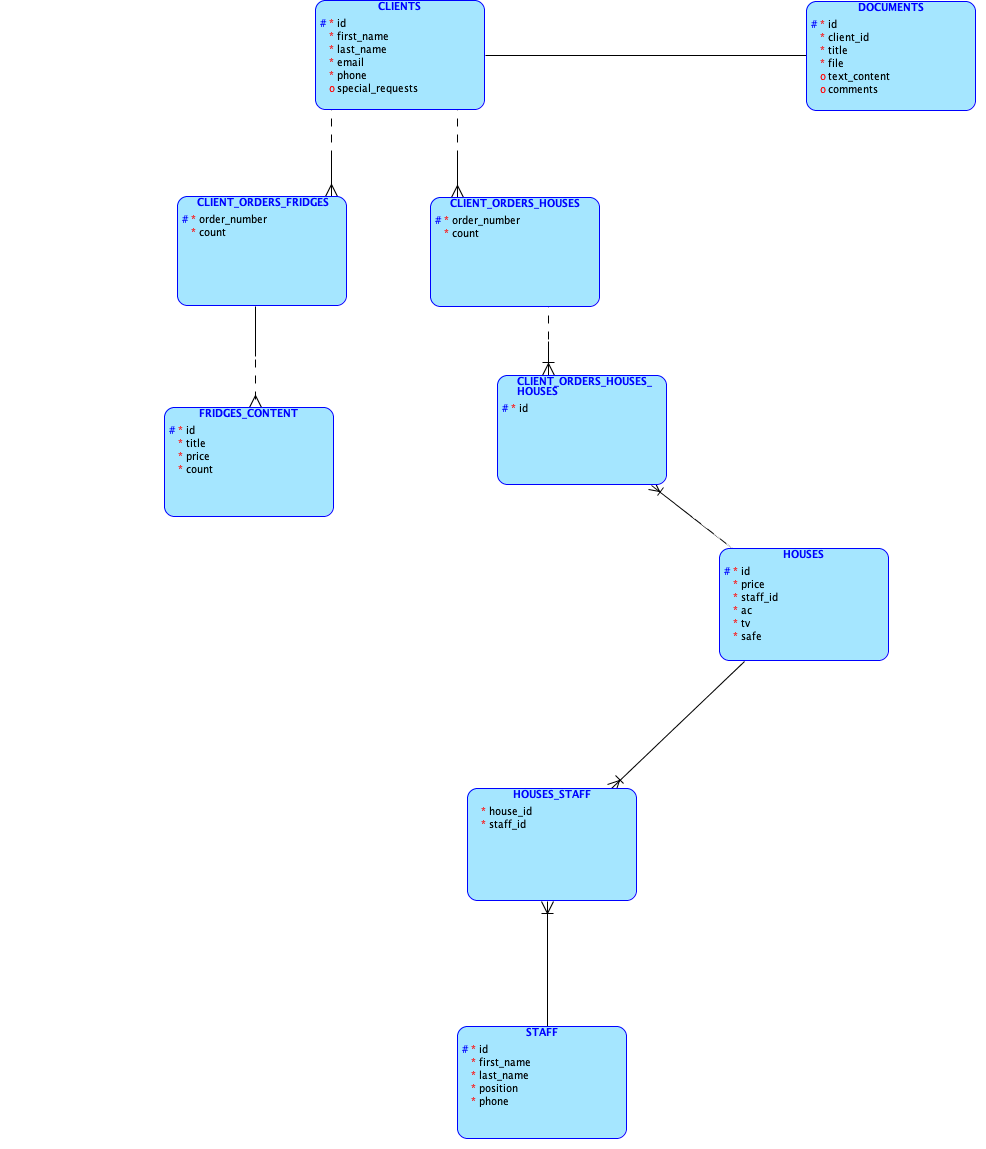 CLIENTS
# * id
* first_name
* last_name
* email
* phone
o special_requests
DOCUMENTS
# * id
* client_id
* title
* file
o text_content
o comments
CLIENT_ORDERS_FRIDGES
# * order_number
* count
CLIENT_ORDERS_HOUSES
# * order_number
* count
CLIENT_ORDERS_HOUSES_
HOUSES
# * id
FRIDGES_CONTENT
# * id
* title
* price
* count
HOUSES
# * id
* price
* staff_id
* ac
* tv
* safe
HOUSES_STAFF
* house_id
* staff_id
STAFF
# * id
* first_name
* last_name
* position
* phone